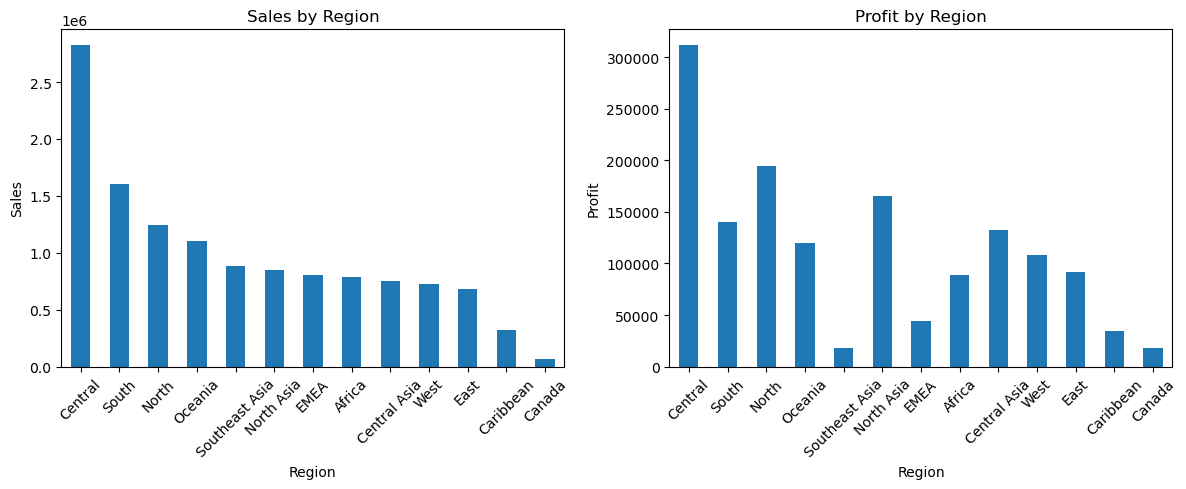 Sales by Region
1e6
2.5
2.0
1.5
1.0
0.5
0.0
Sales
Central
South
North
Oceania
Southeast Asia
North Asia
EMEA
Africa
Central Asia
West
East
Caribbean
Canada
Region
Profit by Region
300000
250000
200000
150000
100000
50000
0
Profit
Central
South
North
Oceania
Southeast Asia
North Asia
EMEA
Africa
Central Asia
West
East
Caribbean
Canada
Region